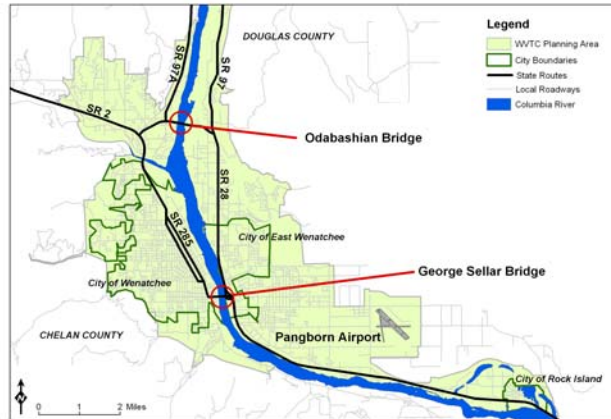 DOUGLAS COUNTY
Legend
WVTC Planning Area
City Boundaries
State Routes
Local Roadways
Columbia River
SR 97A
SR 97
SR 2
Odabashian Bridge
SR 28
SR 285
City of East Wenatchee
City of Wenatchee
George Sellar Bridge
CHELAN COUNTY
Pangborn Airport
City of Rock Island
N
0 1 2 Miles